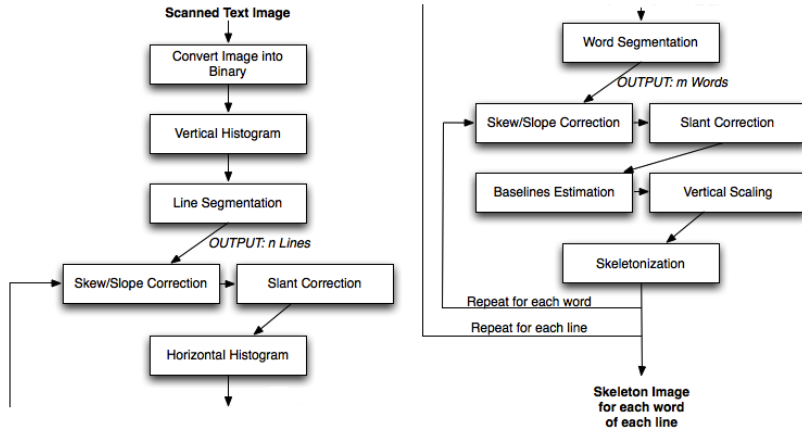 Scanned Text Image
Convert Image into
Binary
Vertical Histogram
Line Segmentation
OUTPUT: n Lines
Skew/Slope Correction
Slant Correction
Horizontal Histogram
Word Segmentation
OUTPUT: m Words
Skew/Slope Correction
Slant Correction
Baselines Estimation
Vertical Scaling
Skeletonization
Repeat for each word
Repeat for each line
Skeleton Image
for each word
of each line